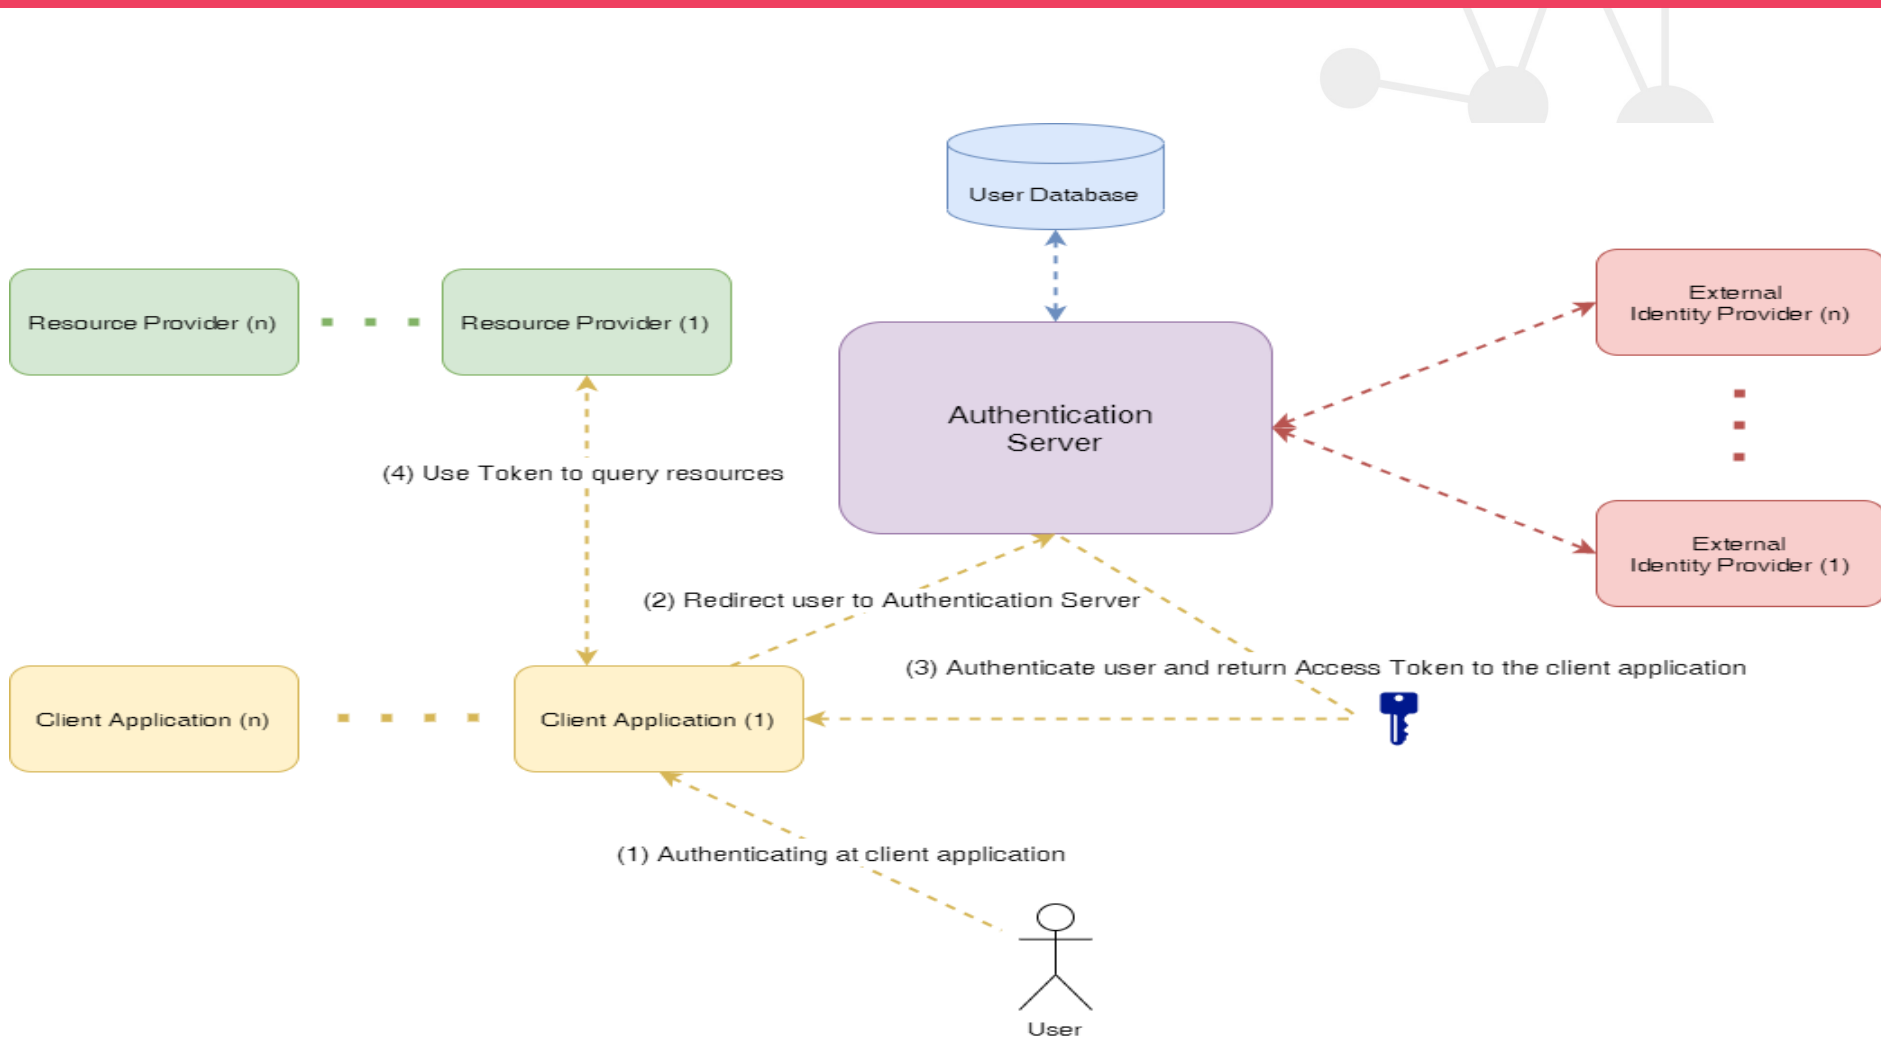 User Database
Resource Provider (n)
Resource Provider (1)
External
Identity Provider (n)
Authentication
Server
(4) Use Token to query resources
External
Identity Provider (1)
(2) Redirect user to Authentication Server
(3) Authenticate user and return Access Token to the client application
Client Application (n)
Client Application (1)
(1) Authenticating at client application
User